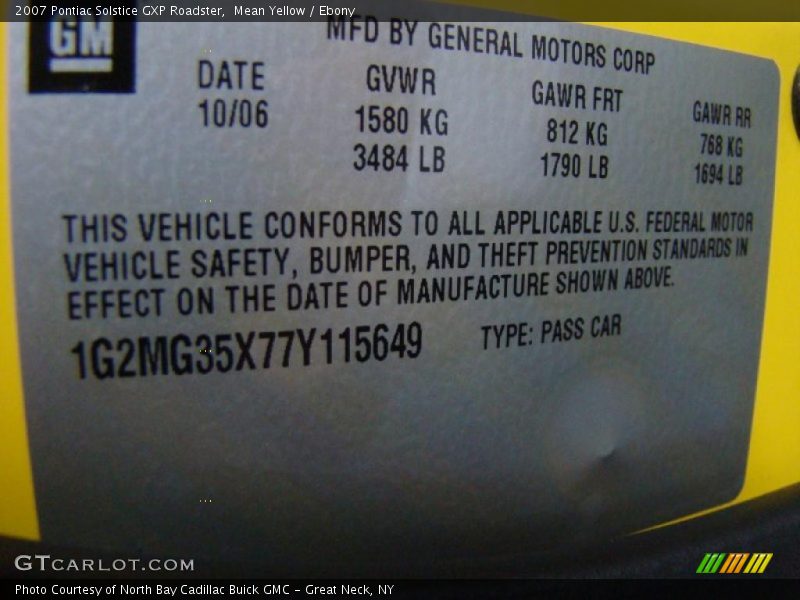 2007 Pontiac Solstice GXP Roadster, Mean Yellow / Ebony
GM
MFD BY GENERAL MOTORS CORP
DATE GVWR GAWR FRT GAWR RR
10/06 1580 KG 812 KG 768 KG
3484 LB 1790 LB 1694 LB
THIS VEHICLE CONFORMS TO ALL APPLICABLE U.S. FEDERAL MOTOR
VEHICLE SAFETY, BUMPER, AND THEFT PREVENTION STANDARDS IN
EFFECT ON THE DATE OF MANUFACTURE SHOWN ABOVE.
1G2MG35X77Y115649 TYPE: PASS CAR
GTCARLOT.COM
Photo Courtesy of North Bay Cadillac Buick GMC - Great Neck, NY